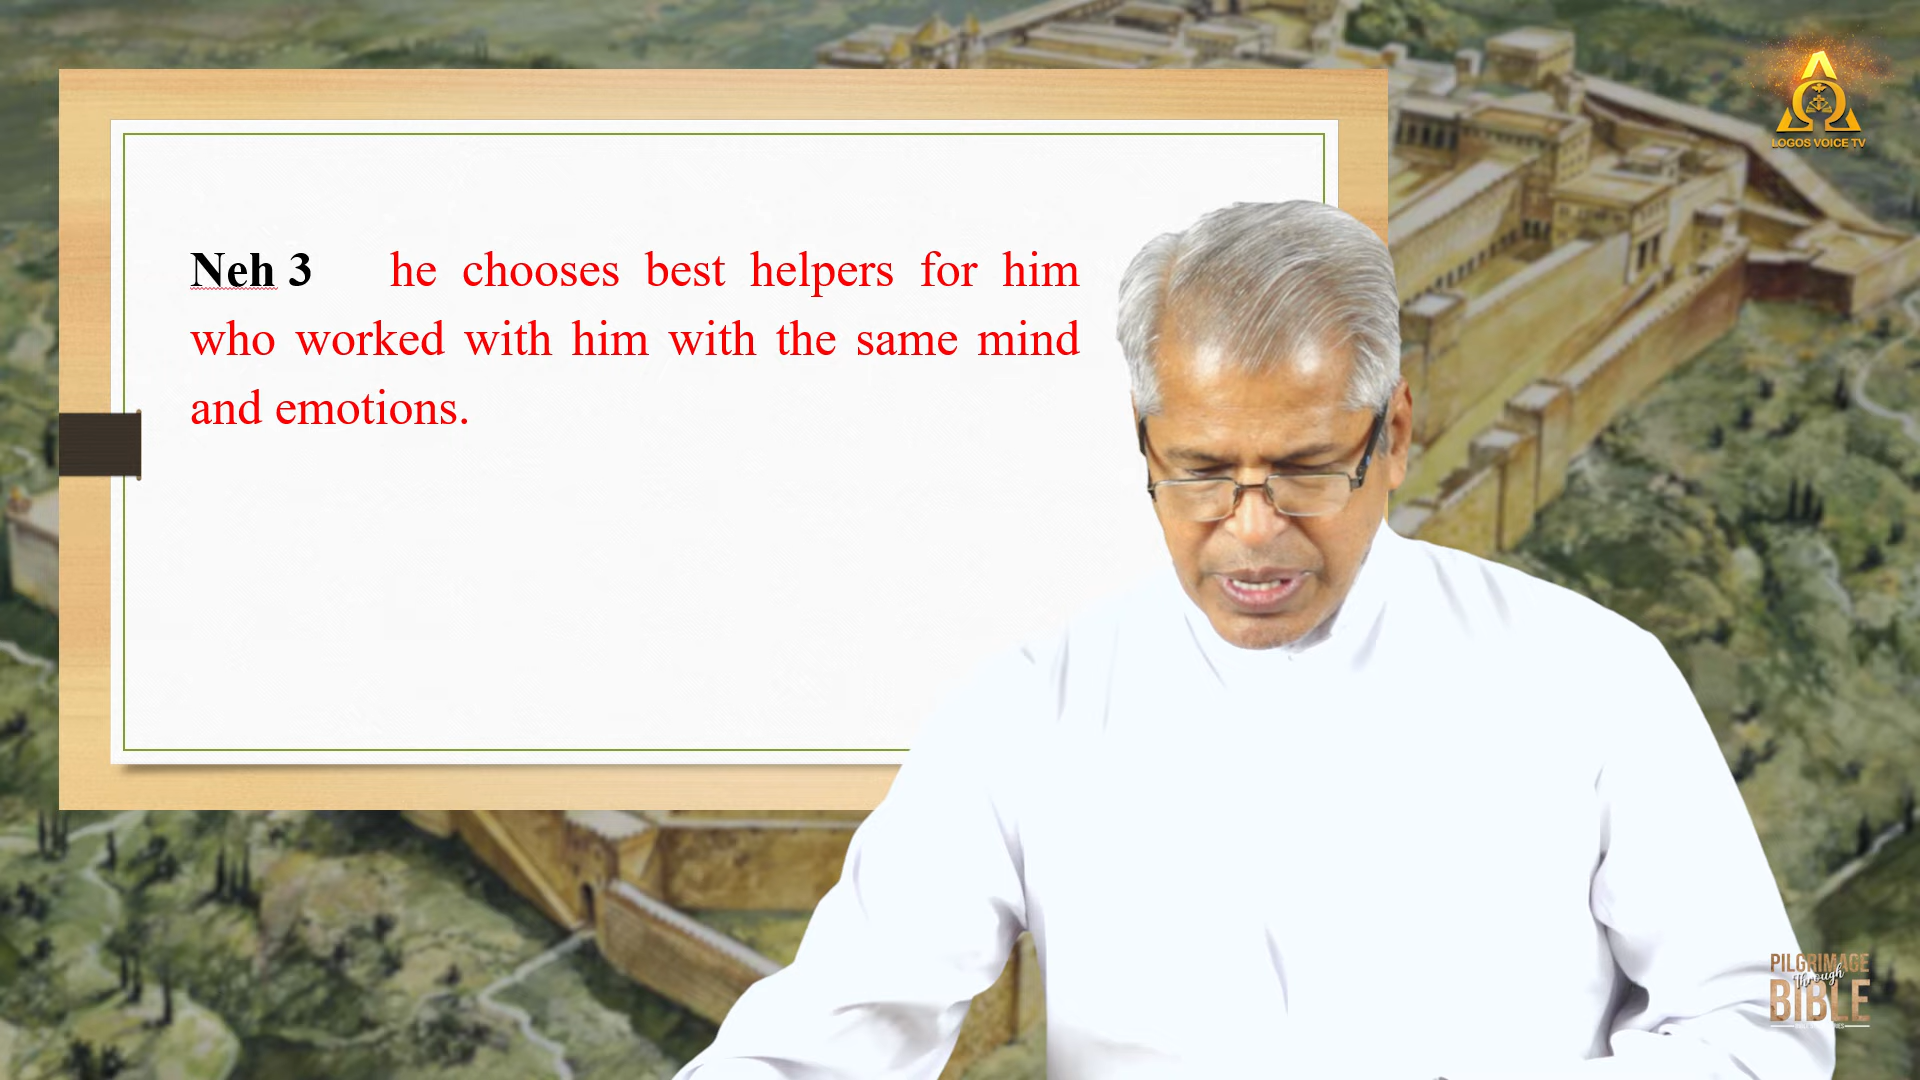 LOGOS VOICE TV
Neh 3 he chooses best helpers for him
who worked with him with the same mind
and emotions.
PILGRIMAGE
Through
BIBLE